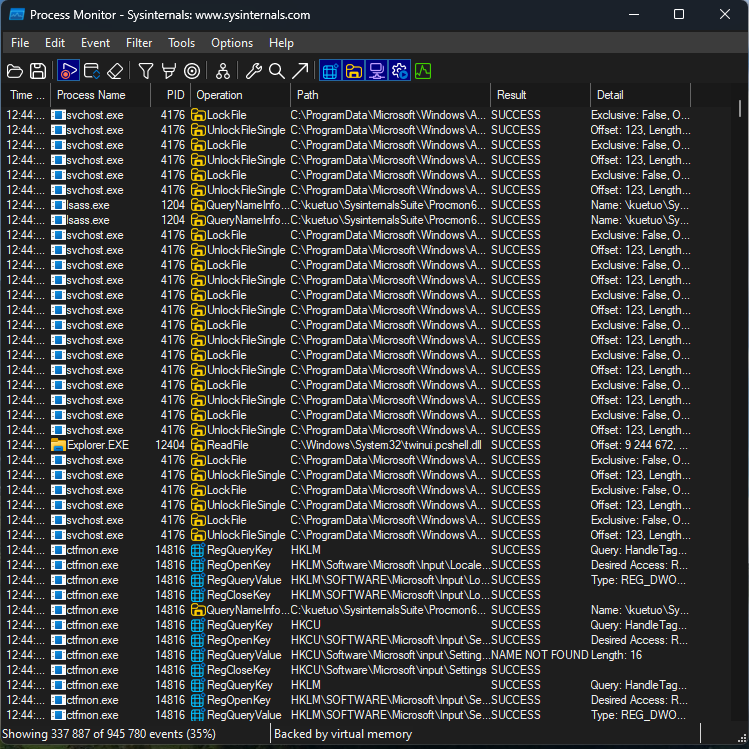 Process Monitor - Sysinternals: www.sysinternals.com
File Edit Event Filter Tools Options Help
Time ... Process Name PID Operation Path Result Detail
12:44:... svchost.exe 4176 LockFile C:\ProgramData\Microsoft\Windows\A... SUCCESS Exclusive: False, O...
12:44:... svchost.exe 4176 UnlockFileSingle C:\ProgramData\Microsoft\Windows\A... SUCCESS Offset: 123, Length...
12:44:... svchost.exe 4176 LockFile C:\ProgramData\Microsoft\Windows\A... SUCCESS Exclusive: False, O...
12:44:... svchost.exe 4176 UnlockFileSingle C:\ProgramData\Microsoft\Windows\A... SUCCESS Offset: 123, Length...
12:44:... svchost.exe 4176 LockFile C:\ProgramData\Microsoft\Windows\A... SUCCESS Exclusive: False, O...
12:44:... svchost.exe 4176 UnlockFileSingle C:\ProgramData\Microsoft\Windows\A... SUCCESS Offset: 123, Length...
12:44:... lsass.exe 1204 QueryNameInfo... C:\kuetuo\SysinternalsSuite\Procmon6... SUCCESS Name: \kuetuo\Sy...
12:44:... lsass.exe 1204 QueryNameInfo... C:\kuetuo\SysinternalsSuite\Procmon6... SUCCESS Name: \kuetuo\Sy...
12:44:... svchost.exe 4176 LockFile C:\ProgramData\Microsoft\Windows\A... SUCCESS Exclusive: False, O...
12:44:... svchost.exe 4176 UnlockFileSingle C:\ProgramData\Microsoft\Windows\A... SUCCESS Offset: 123, Length...
12:44:... svchost.exe 4176 LockFile C:\ProgramData\Microsoft\Windows\A... SUCCESS Exclusive: False, O...
12:44:... svchost.exe 4176 UnlockFileSingle C:\ProgramData\Microsoft\Windows\A... SUCCESS Offset: 123, Length...
12:44:... svchost.exe 4176 LockFile C:\ProgramData\Microsoft\Windows\A... SUCCESS Exclusive: False, O...
12:44:... svchost.exe 4176 UnlockFileSingle C:\ProgramData\Microsoft\Windows\A... SUCCESS Offset: 123, Length...
12:44:... svchost.exe 4176 LockFile C:\ProgramData\Microsoft\Windows\A... SUCCESS Exclusive: False, O...
12:44:... svchost.exe 4176 UnlockFileSingle C:\ProgramData\Microsoft\Windows\A... SUCCESS Offset: 123, Length...
12:44:... svchost.exe 4176 LockFile C:\ProgramData\Microsoft\Windows\A... SUCCESS Exclusive: False, O...
12:44:... svchost.exe 4176 UnlockFileSingle C:\ProgramData\Microsoft\Windows\A... SUCCESS Offset: 123, Length...
12:44:... svchost.exe 4176 LockFile C:\ProgramData\Microsoft\Windows\A... SUCCESS Exclusive: False, O...
12:44:... svchost.exe 4176 UnlockFileSingle C:\ProgramData\Microsoft\Windows\A... SUCCESS Offset: 123, Length...
12:44:... svchost.exe 4176 LockFile C:\ProgramData\Microsoft\Windows\A... SUCCESS Exclusive: False, O...
12:44:... svchost.exe 4176 UnlockFileSingle C:\ProgramData\Microsoft\Windows\A... SUCCESS Offset: 123, Length...
12:44:... Explorer.EXE 12404 ReadFile C:\Windows\System32\twinui.pcshell.dll SUCCESS Offset: 9 244 672, ...
12:44:... svchost.exe 4176 LockFile C:\ProgramData\Microsoft\Windows\A... SUCCESS Exclusive: False, O...
12:44:... svchost.exe 4176 UnlockFileSingle C:\ProgramData\Microsoft\Windows\A... SUCCESS Offset: 123, Length...
12:44:... svchost.exe 4176 LockFile C:\ProgramData\Microsoft\Windows\A... SUCCESS Exclusive: False, O...
12:44:... svchost.exe 4176 UnlockFileSingle C:\ProgramData\Microsoft\Windows\A... SUCCESS Offset: 123, Length...
12:44:... svchost.exe 4176 LockFile C:\ProgramData\Microsoft\Windows\A... SUCCESS Exclusive: False, O...
12:44:... svchost.exe 4176 UnlockFileSingle C:\ProgramData\Microsoft\Windows\A... SUCCESS Offset: 123, Length...
12:44:... ctfmon.exe 14816 RegQueryKey HKLM SUCCESS Query: HandleTag...
12:44:... ctfmon.exe 14816 RegOpenKey HKLM\Software\Microsoft\Input\Locale... SUCCESS Desired Access: R...
12:44:... ctfmon.exe 14816 RegQueryValue HKLM\SOFTWARE\Microsoft\Input\Lo... SUCCESS Type: REG_DWO...
12:44:... ctfmon.exe 14816 RegCloseKey HKLM\SOFTWARE\Microsoft\Input\Lo... SUCCESS
12:44:... ctfmon.exe 14816 QueryNameInfo... C:\kuetuo\SysinternalsSuite\Procmon6... SUCCESS Name: \kuetuo\Sy...
12:44:... ctfmon.exe 14816 RegQueryKey HKCU SUCCESS Query: HandleTag...
12:44:... ctfmon.exe 14816 RegOpenKey HKCU\SOFTWARE\Microsoft\Input\Se... SUCCESS Desired Access: R...
12:44:... ctfmon.exe 14816 RegQueryValue HKCU\Software\Microsoft\input\Setting... NAME NOT FOUND Length: 16
12:44:... ctfmon.exe 14816 RegCloseKey HKCU\Software\Microsoft\input\Settings SUCCESS
12:44:... ctfmon.exe 14816 RegQueryKey HKLM SUCCESS Query: HandleTag...
12:44:... ctfmon.exe 14816 RegOpenKey HKLM\SOFTWARE\Microsoft\Input\Se... SUCCESS Desired Access: R...
12:44:... ctfmon.exe 14816 RegQueryValue HKLM\SOFTWARE\Microsoft\Input\Se... SUCCESS Type: REG_DWO...
Showing 337 887 of 945 780 events (35%) Backed by virtual memory